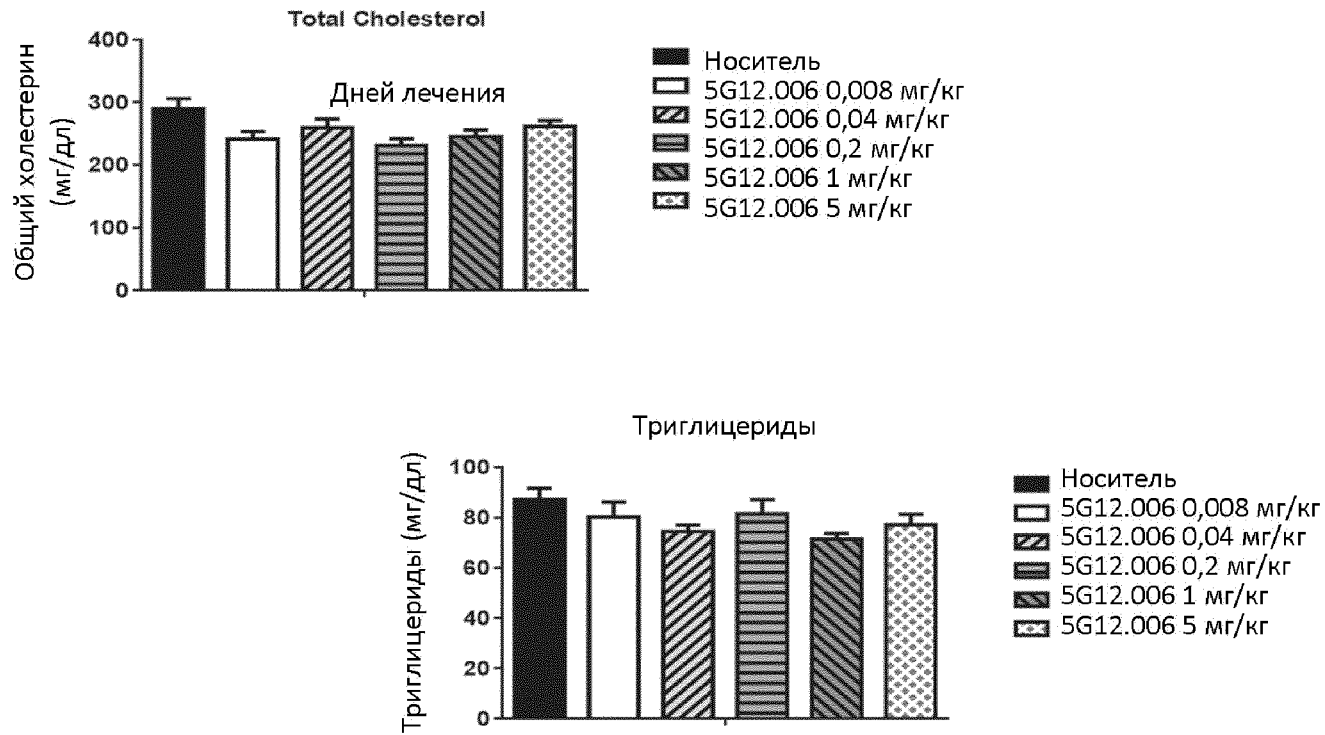 Total Cholesterol
Общий холестерин
(мг/дл)
400
300
200
100
0
Дней лечения
Носитель
5G12.006 0,008 мг/кг
5G12.006 0,04 мг/кг
5G12.006 0,2 мг/кг
5G12.006 1 мг/кг
5G12.006 5 мг/кг
Триглицериды
Триглицериды (мг/дл)
100
80
60
40
20
0
Носитель
5G12.006 0,008 мг/кг
5G12.006 0,04 мг/кг
5G12.006 0,2 мг/кг
5G12.006 1 мг/кг
5G12.006 5 мг/кг